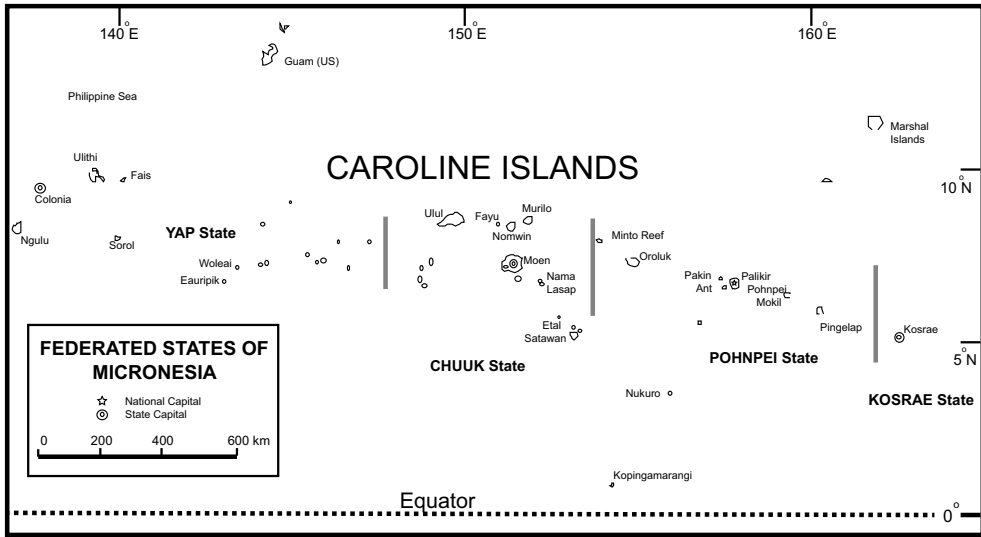 140°E
150°E
160°E
Guam (US)
Philippine Sea
Marshal
Islands
CAROLINE ISLANDS
10°N
Ulithi
Fais
Colonia
Ngulu
Sorol
YAP State
Woleai
Eauripik
Ulul
Fayu
Murilo
Nomwin
Moen
Nama
Lasap
Etal
Satawan
CHUUK State
Minto Reef
Oroluk
Pakin
Ant
Palikir
Pohnpei
Mokil
Pingelap
POHNPEI State
Kosrae
5°N
KOSRAE State
Nukuro
Kopingamarangi
FEDERATED STATES OF
MICRONESIA
National Capital
State Capital
0 200 400 600 km
Equator
0°